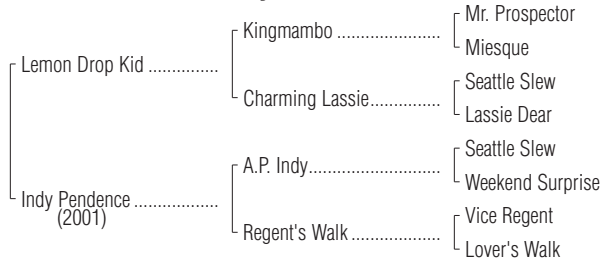 Mr. Prospector
Kingmambo ....................
Miesque
Lemon Drop Kid ...............
Seattle Slew
Charming Lassie..............
Lassie Dear
Seattle Slew
A.P. Indy.........................
Weekend Surprise
Indy Pendence ..................
(2001)
Vice Regent
Regent's Walk ..................
Lover's Walk